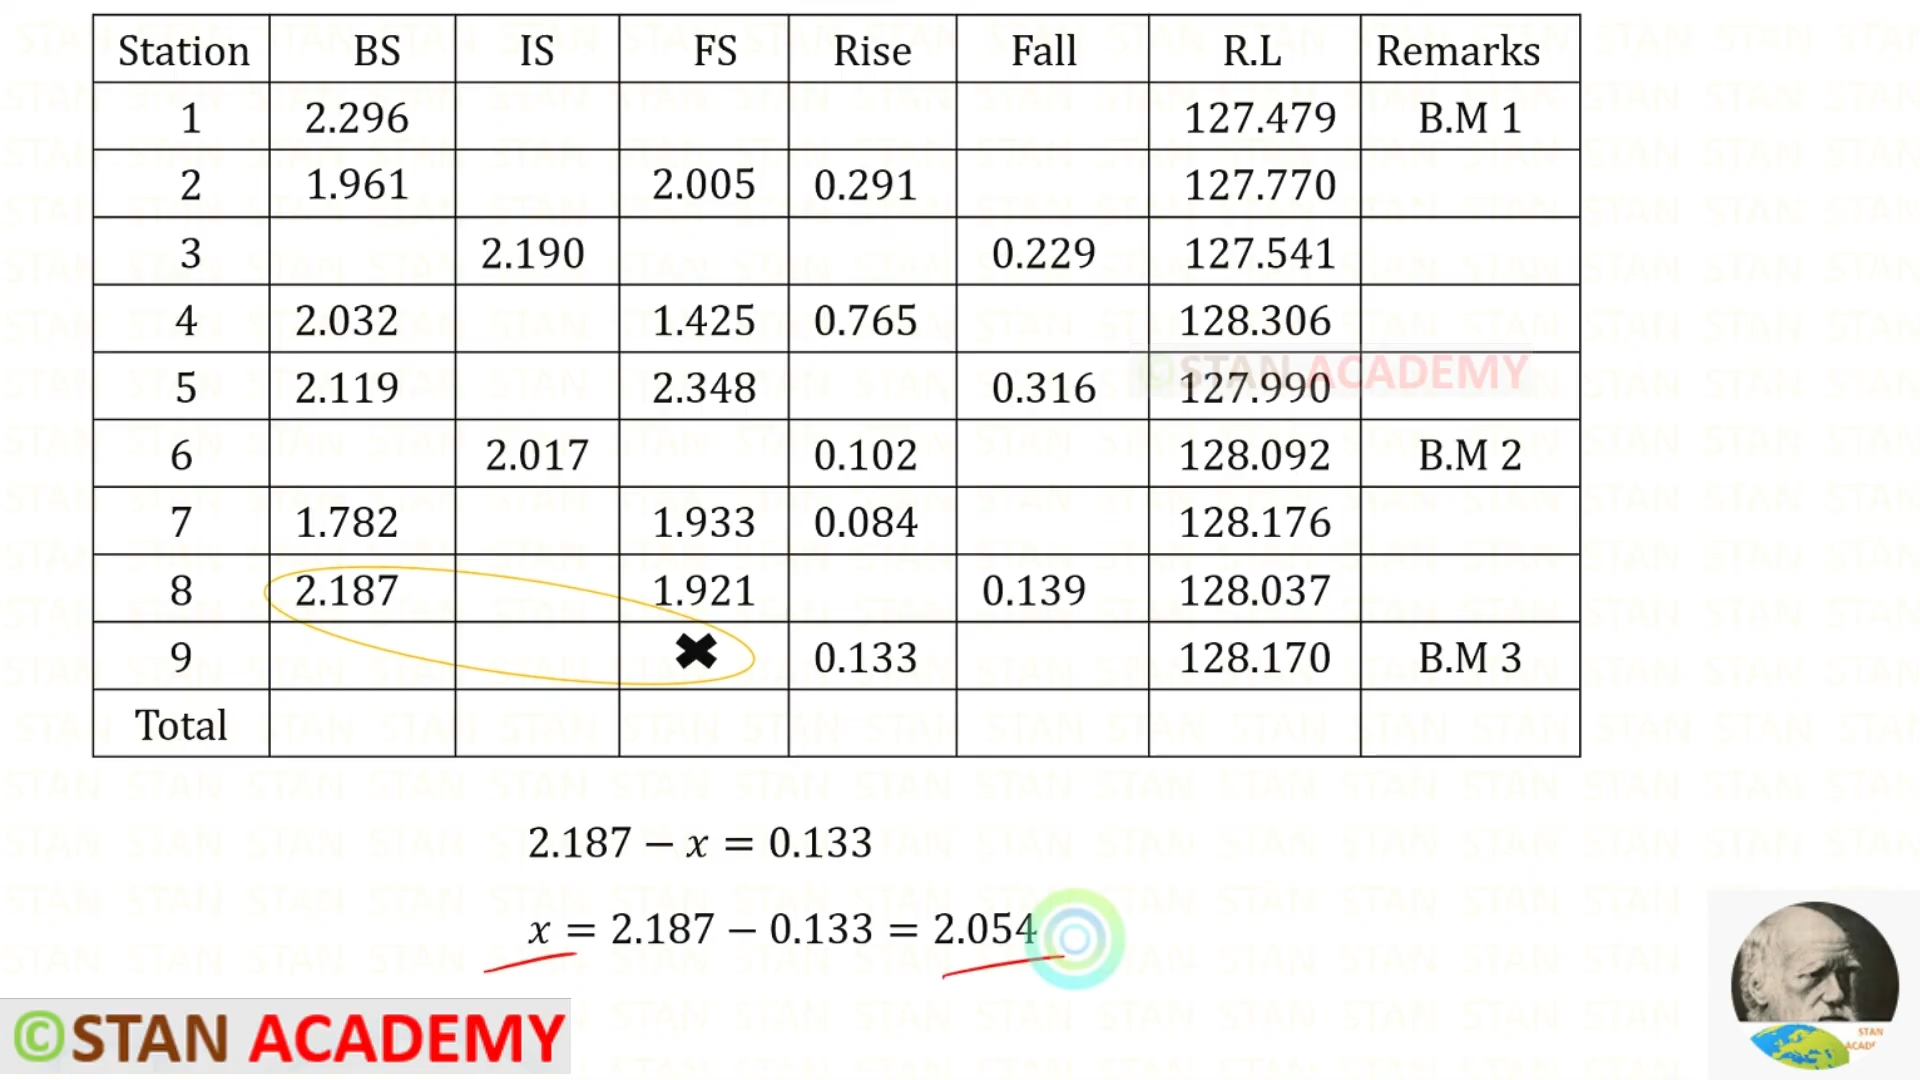 Station BS IS FS Rise Fall R.L Remarks
1 2.296 127.479 B.M 1
2 1.961 2.005 0.291 127.770
3 2.190 0.229 127.541
4 2.032 1.425 0.765 128.306
©STAN ACADEMY
5 2.119 2.348 0.316 127.990
6 2.017 0.102 128.092 B.M 2
7 1.782 1.933 0.084 128.176
8 2.187 1.921 0.139 128.037
9 ✖ 0.133 128.170 B.M 3
Total
2.187 − x = 0.133
x = 2.187 − 0.133 = 2.054
©STAN ACADEMY
STAN